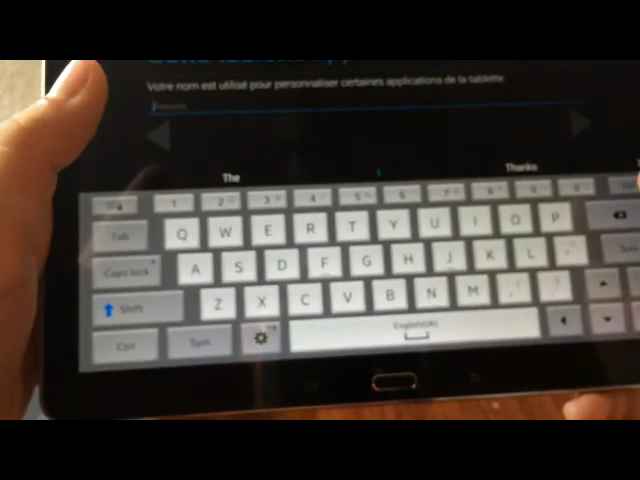 Votre nom est utilisé pour personnaliser certaines applications de la tablette.
Prénom
The I Thanks
1 2 3 4 5 6 7 8 9 0
Tab Q W E R T Y U I O P
Caps lock A S D F G H J K L
Shift Z X C V B N M
Ctrl Sym English(UK)